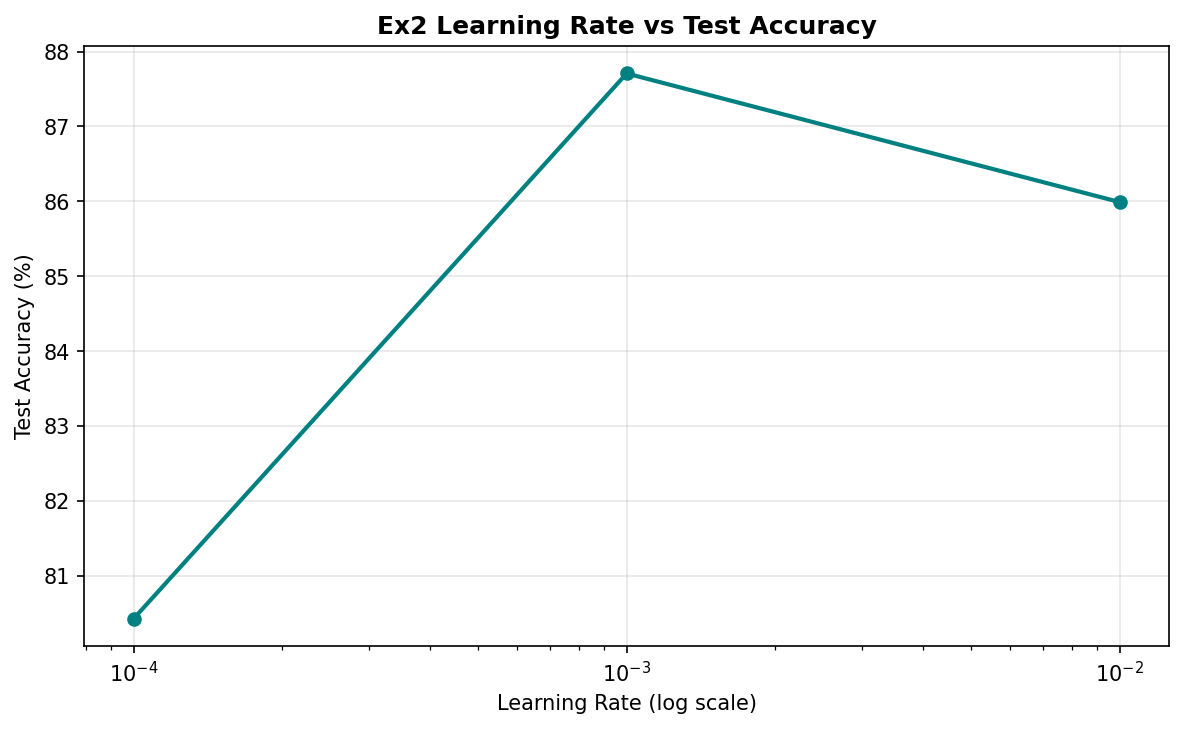 Ex2 Learning Rate vs Test Accuracy
88
87
86
85
84
83
82
81
Test Accuracy (%)
10⁻⁴ 10⁻³ 10⁻²
Learning Rate (log scale)